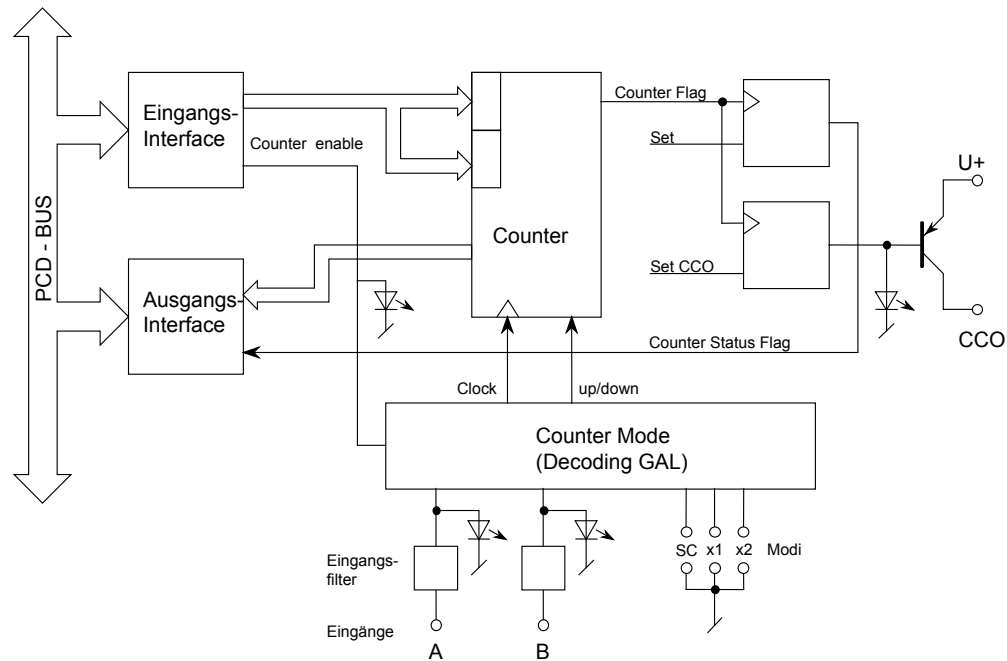 PCD - BUS
Eingangs-
Interface
Counter enable
Counter
Counter Flag
Set
Set CCO
U+
CCO
Ausgangs-
Interface
Counter Status Flag
Clock
up/down
Counter Mode
(Decoding GAL)
Eingangs-
filter
SC x1 x2 Modi
Eingänge
A B